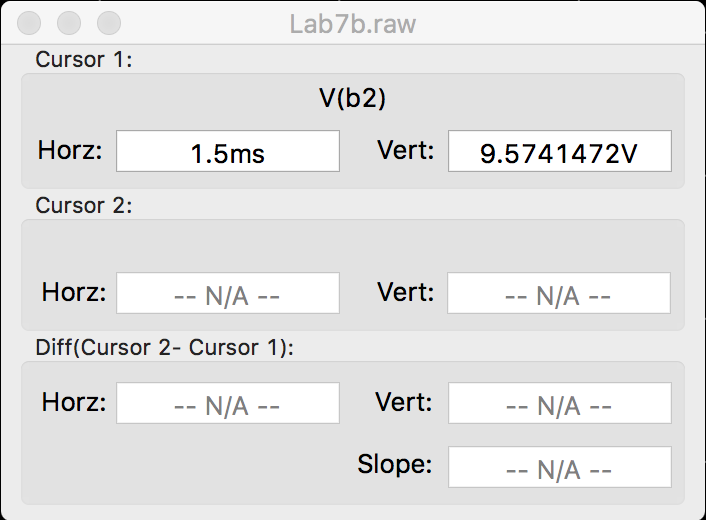 Lab7b.raw
Cursor 1:
V(b2)
Horz: 1.5ms Vert: 9.5741472V
Cursor 2:
Horz: -- N/A -- Vert: -- N/A --
Diff(Cursor 2- Cursor 1):
Horz: -- N/A -- Vert: -- N/A --
Slope: -- N/A --